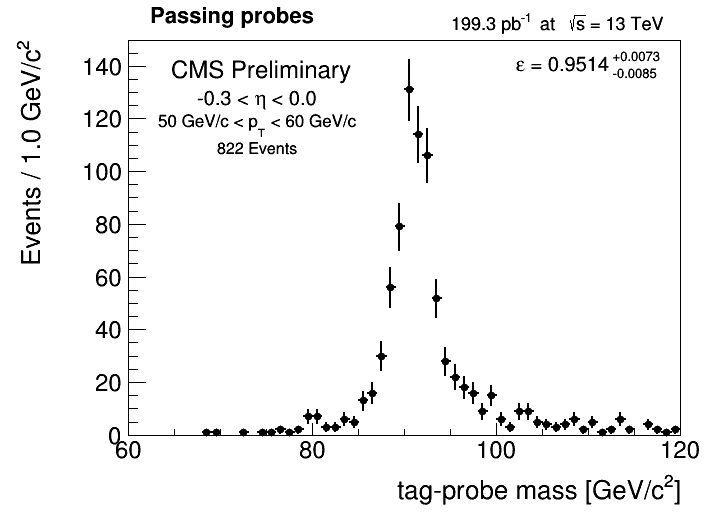 Passing probes
199.3 pb⁻¹ at √s = 13 TeV
CMS Preliminary
-0.3 < η < 0.0
50 GeV/c < p_T < 60 GeV/c
822 Events
ε = 0.9514 +0.0073 -0.0085
Events / 1.0 GeV/c²
140
120
100
80
60
40
20
0
60 80 100 120
tag-probe mass [GeV/c²]